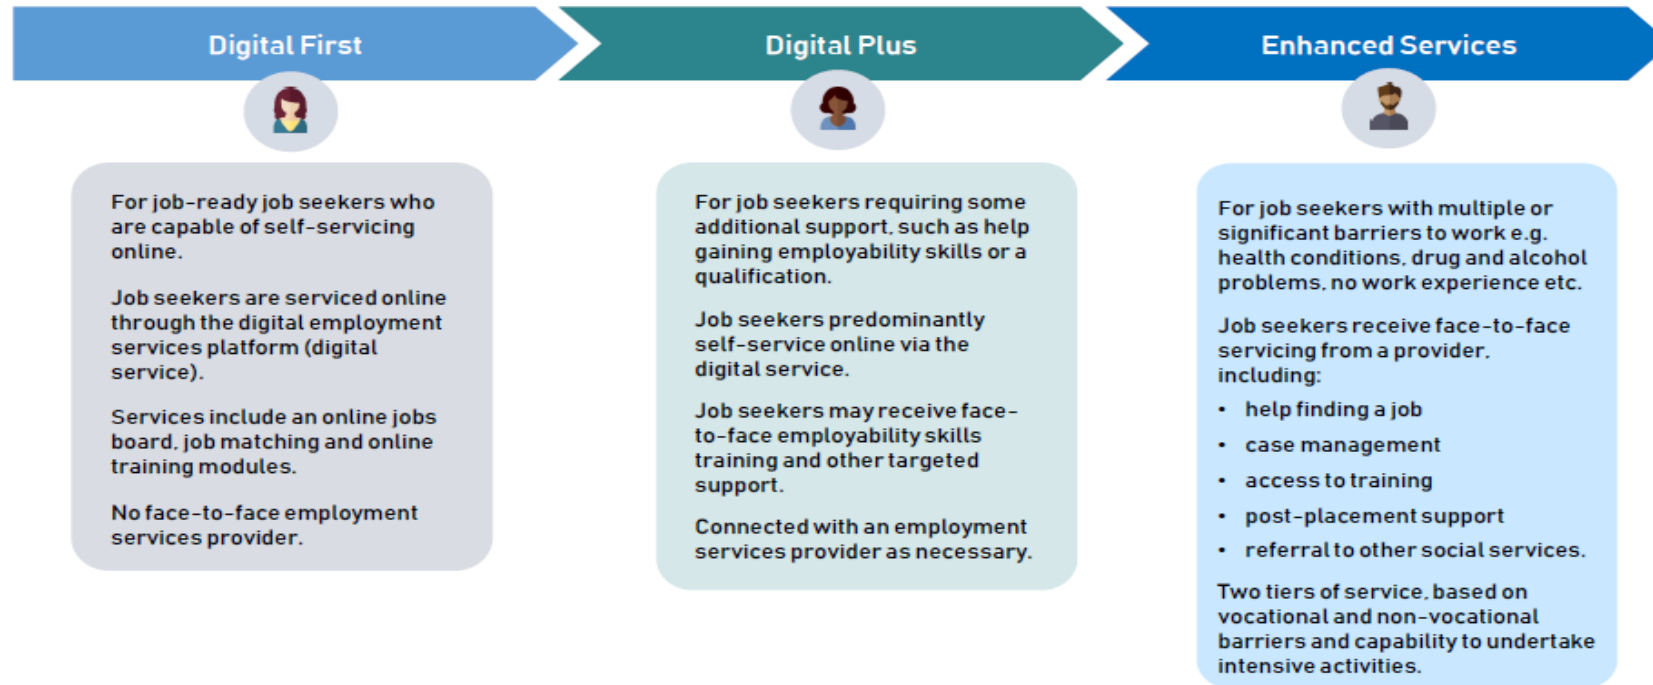 Digital First
Digital Plus
Enhanced Services
For job-ready job seekers who
are capable of self-servicing
online.
Job seekers are serviced online
through the digital employment
services platform (digital
service).
Services include an online jobs
board, job matching and online
training modules.
No face-to-face employment
services provider.
For job seekers requiring some
additional support, such as help
gaining employability skills or a
qualification.
Job seekers predominantly
self-service online via the
digital service.
Job seekers may receive face-
to-face employability skills
training and other targeted
support.
Connected with an employment
services provider as necessary.
For job seekers with multiple or
significant barriers to work e.g.
health conditions, drug and alcohol
problems, no work experience etc.
Job seekers receive face-to-face
servicing from a provider,
including:
• help finding a job
• case management
• access to training
• post-placement support
• referral to other social services.
Two tiers of service, based on
vocational and non-vocational
barriers and capability to undertake
intensive activities.